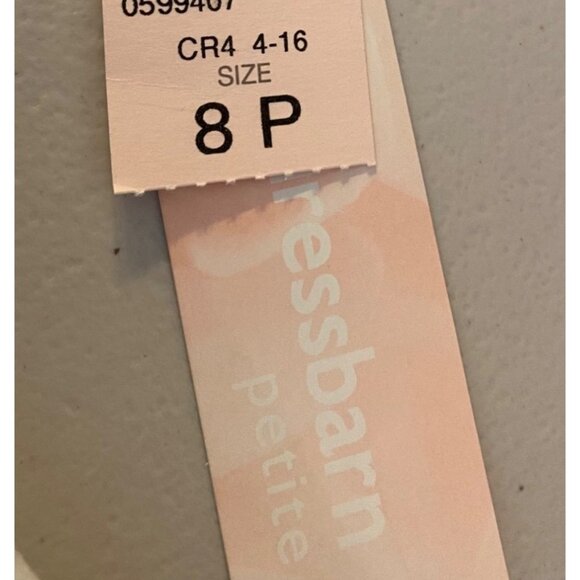 0599407
CR4 4-16
SIZE
8 P
ressbarn
petite